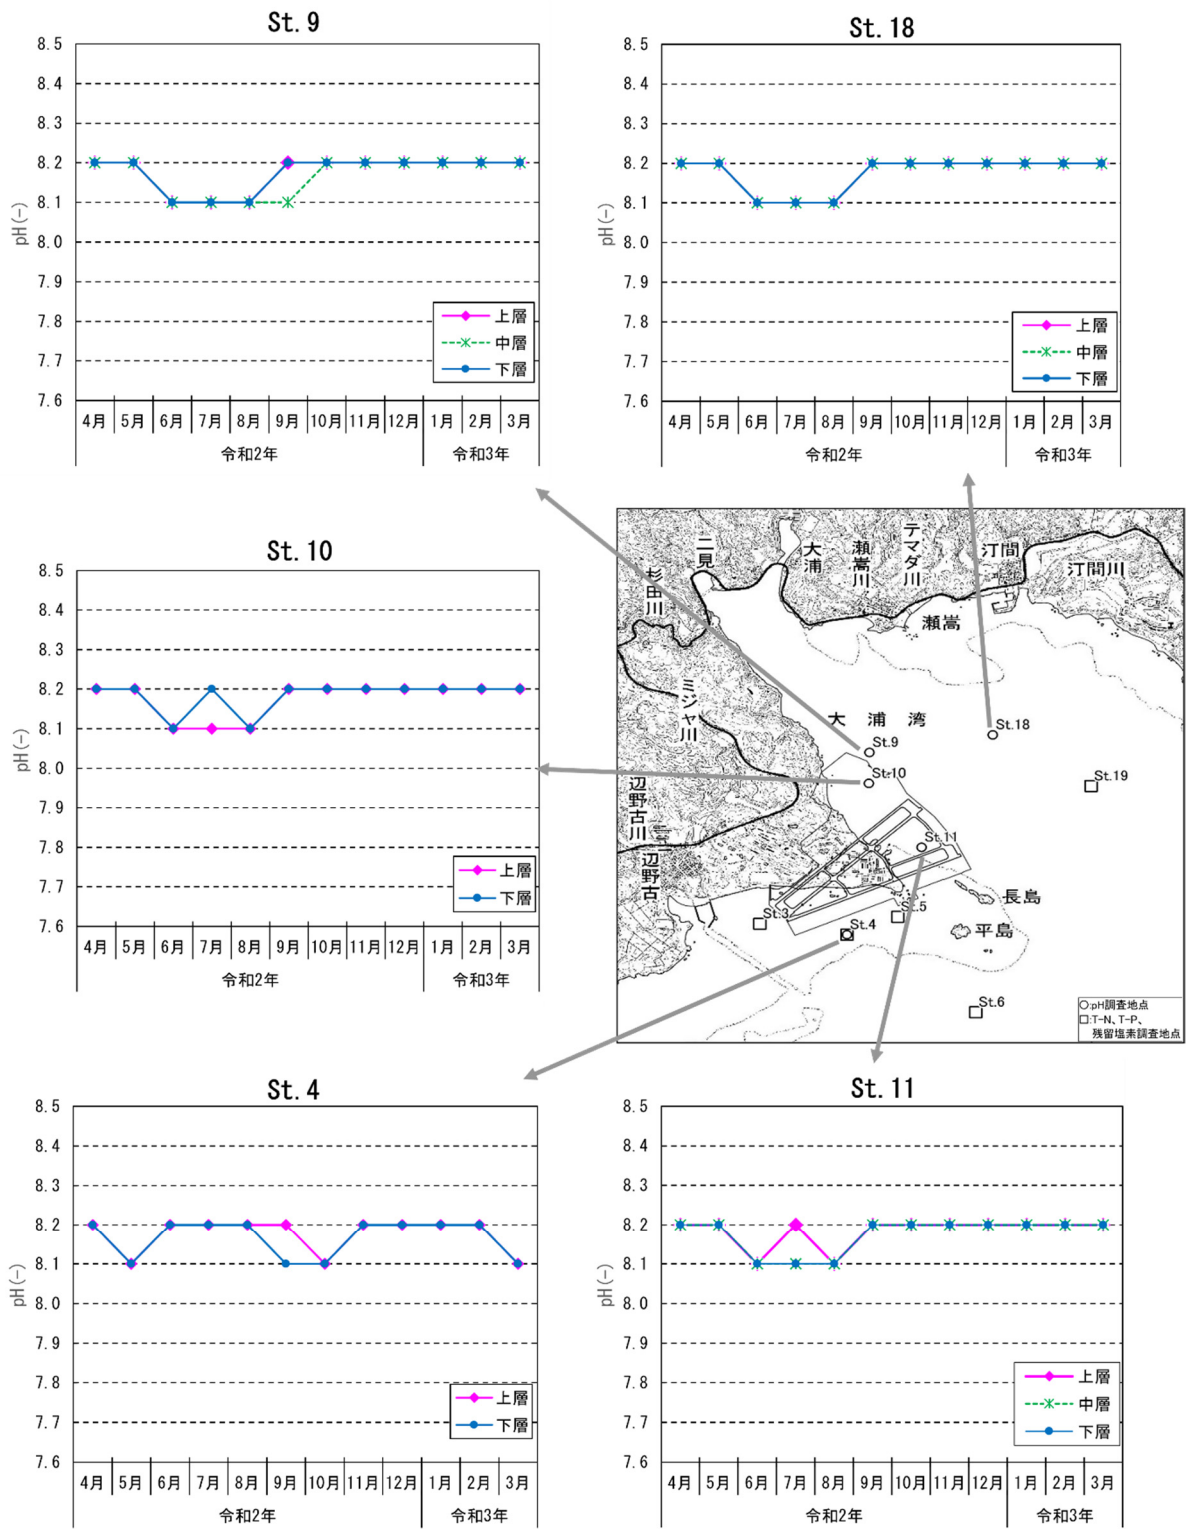 St. 9
8.5
8.4
8.3
8.2
8.1
8.0
7.9
7.8
7.7
7.6
pH(-)
上層
中層
下層
4月 5月 6月 7月 8月 9月 10月 11月 12月 1月 2月 3月
令和2年 令和3年
St. 18
8.5
8.4
8.3
8.2
8.1
8.0
7.9
7.8
7.7
7.6
pH(-)
上層
中層
下層
4月 5月 6月 7月 8月 9月 10月 11月 12月 1月 2月 3月
令和2年 令和3年
St. 10
8.5
8.4
8.3
8.2
8.1
8.0
7.9
7.8
7.7
7.6
pH(-)
上層
下層
4月 5月 6月 7月 8月 9月 10月 11月 12月 1月 2月 3月
令和2年 令和3年
二見
大浦
瀬嵩川
テマダ川
汀間
汀間川
杉田川
瀬嵩
ミジャ川
大浦湾
St.9
St.18
St.10
St.19
辺野古川
St.11
辺野古
長島
St.3
St.5
St.4
平島
St.6
○:pH調査地点
□:T-N、T-P、
残留塩素調査地点
St. 4
8.5
8.4
8.3
8.2
8.1
8.0
7.9
7.8
7.7
7.6
pH(-)
上層
下層
4月 5月 6月 7月 8月 9月 10月 11月 12月 1月 2月 3月
令和2年 令和3年
St. 11
8.5
8.4
8.3
8.2
8.1
8.0
7.9
7.8
7.7
7.6
pH(-)
上層
中層
下層
4月 5月 6月 7月 8月 9月 10月 11月 12月 1月 2月 3月
令和2年 令和3年